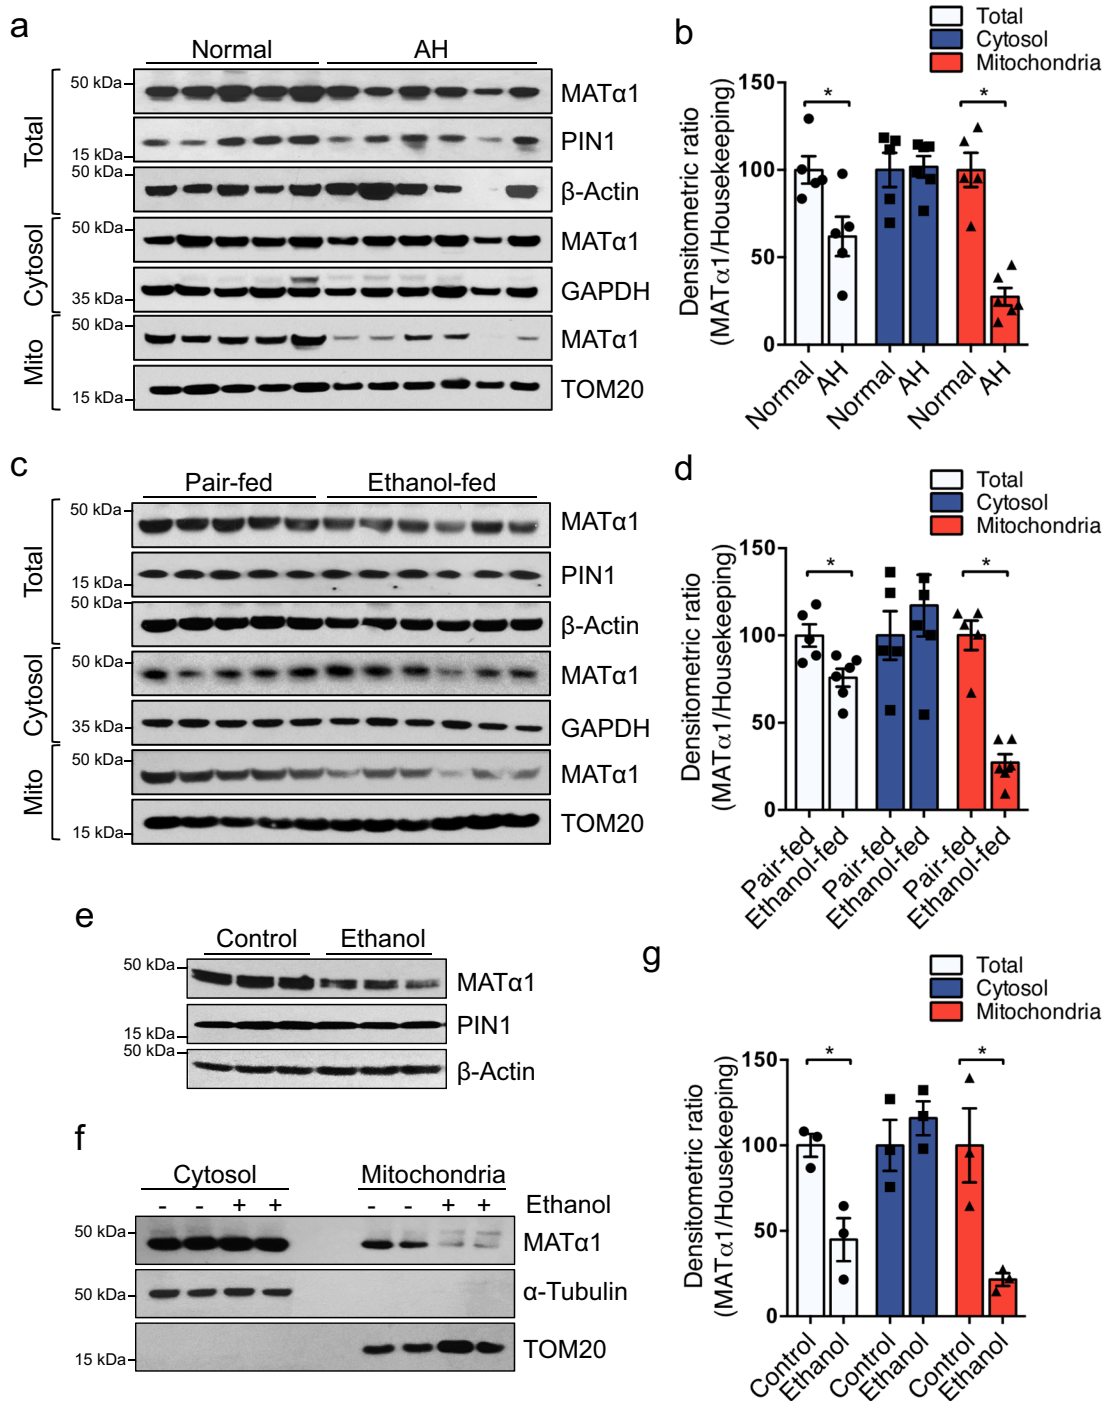 a
Normal AH
Total
50 kDa
MATα1
PIN1
15 kDa
50 kDa
β-Actin
Cytosol
50 kDa
MATα1
35 kDa
GAPDH
Mito
50 kDa
MATα1
15 kDa
TOM20
b
Total
Cytosol
Mitochondria
Densitometric ratio
(MATα1/Housekeeping)
150
100
50
0
* *
Normal AH Normal AH Normal AH
c
Pair-fed Ethanol-fed
Total
50 kDa
MATα1
PIN1
15 kDa
50 kDa
β-Actin
Cytosol
MATα1
35 kDa
GAPDH
Mito
50 kDa
MATα1
15 kDa
TOM20
d
Total
Cytosol
Mitochondria
Densitometric ratio
(MATα1/Housekeeping)
150
100
50
0
* *
Pair-fed Ethanol-fed Pair-fed Ethanol-fed Pair-fed Ethanol-fed
e
Control Ethanol
50 kDa
MATα1
PIN1
15 kDa
50 kDa
β-Actin
f
Cytosol Mitochondria
- - + + - - + + Ethanol
50 kDa
MATα1
50 kDa
α-Tubulin
15 kDa
TOM20
g
Total
Cytosol
Mitochondria
Densitometric ratio
(MATα1/Housekeeping)
150
100
50
0
* *
Control Ethanol Control Ethanol Control Ethanol